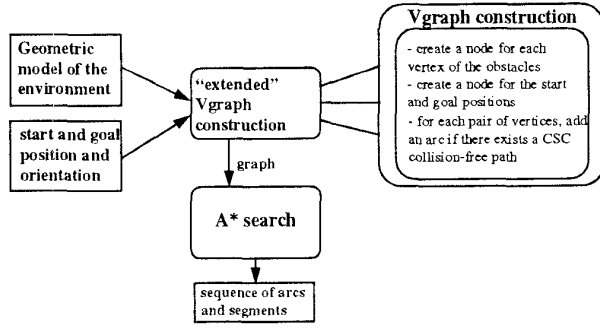 Geometric
model of the
environment
start and goal
position and
orientation
“extended”
Vgraph
construction
graph
A* search
sequence of arcs
and segments
Vgraph construction
- create a node for each
vertex of the obstacles
- create a node for the start
and goal positions
- for each pair of vertices, add
an arc if there exists a CSC
collision-free path